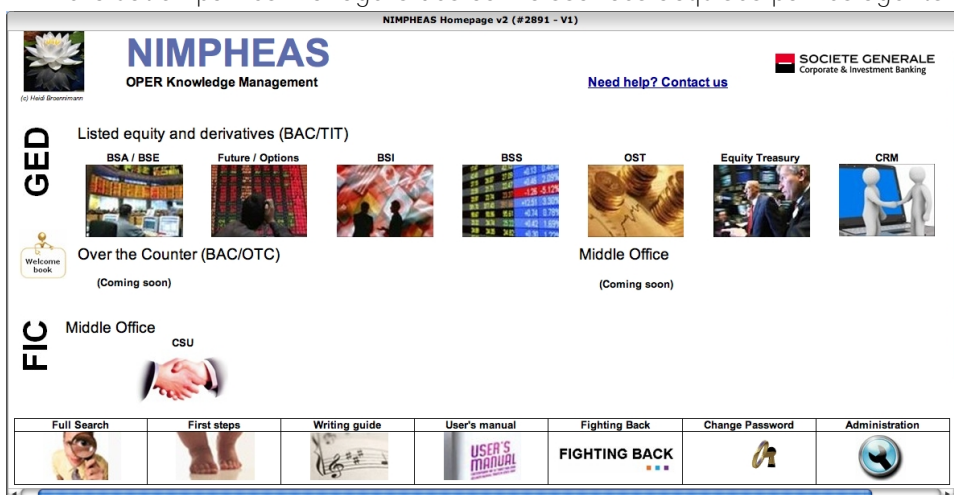 NIMPHEAS Homepage v2 (#2891 - V1)
NIMPHEAS
OPER Knowledge Management
Need help? Contact us
SOCIETE GENERALE
Corporate & Investment Banking
(c) Heidi Broennimann
GED
Listed equity and derivatives (BAC/TIT)
BSA / BSE Future / Options BSI BSS OST Equity Treasury CRM
Welcome
book
Over the Counter (BAC/OTC) Middle Office
(Coming soon) (Coming soon)
FIC
Middle Office
CSU
Full Search First steps Writing guide User's manual Fighting Back Change Password Administration
USER'S
MANUAL
FIGHTING BACK